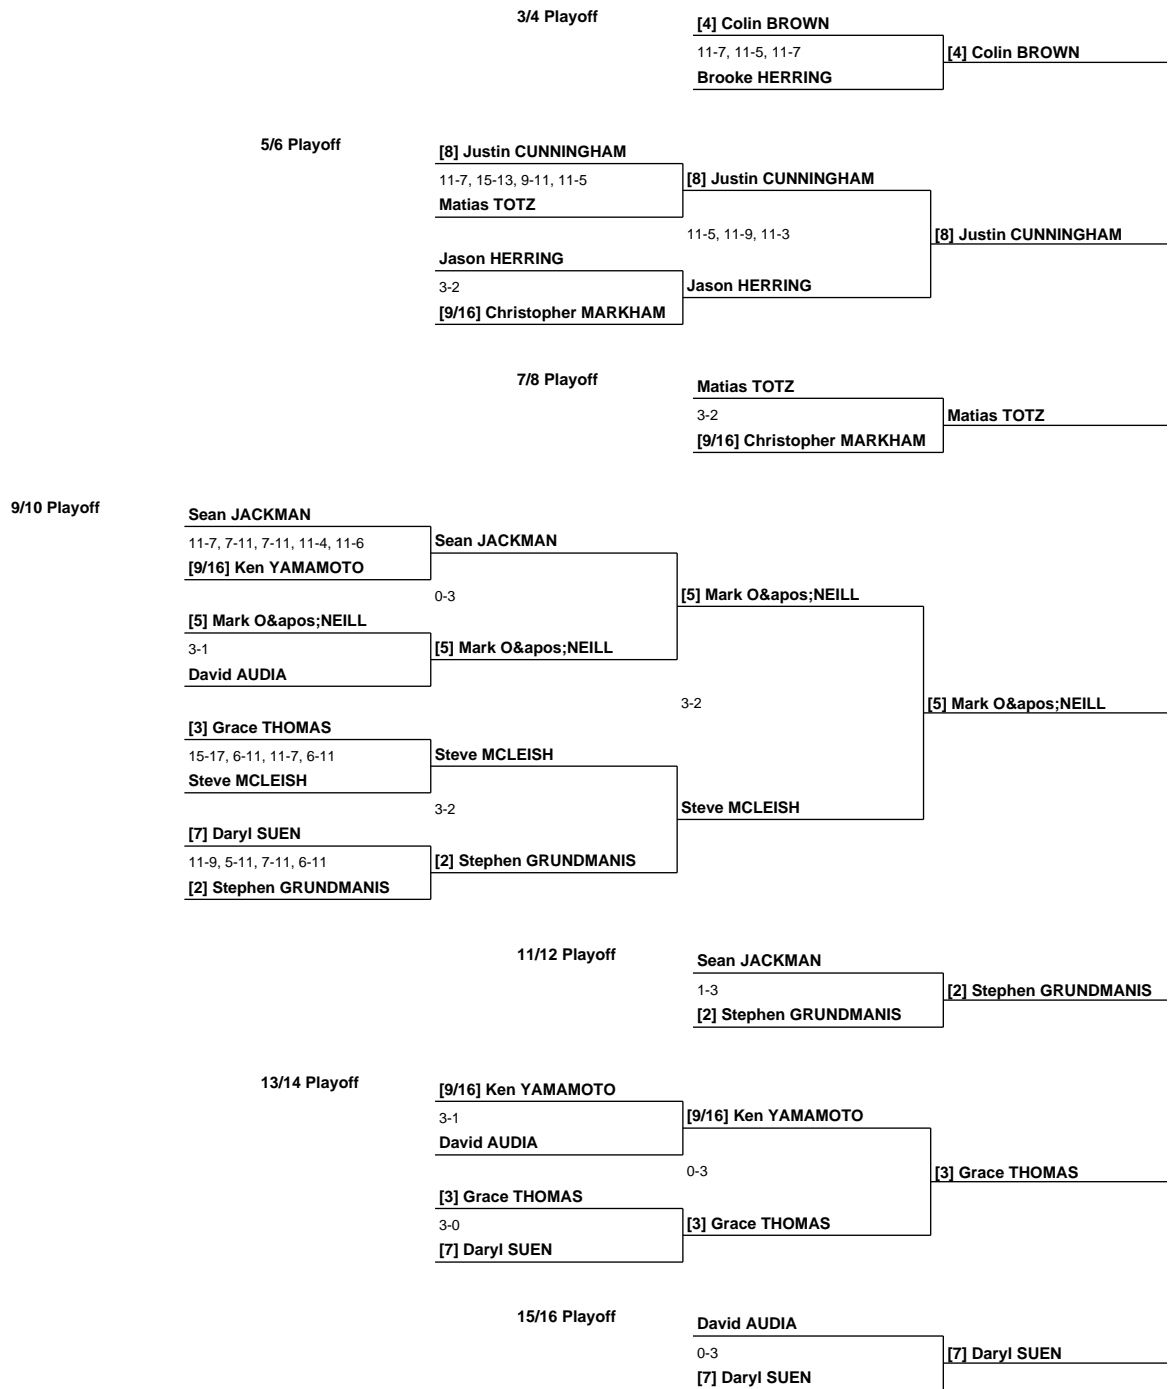 3/4 Playoff
[4] Colin BROWN
11-7, 11-5, 11-7
[4] Colin BROWN
Brooke HERRING
5/6 Playoff
[8] Justin CUNNINGHAM
11-7, 15-13, 9-11, 11-5
[8] Justin CUNNINGHAM
Matias TOTZ
11-5, 11-9, 11-3
[8] Justin CUNNINGHAM
Jason HERRING
3-2
Jason HERRING
[9/16] Christopher MARKHAM
7/8 Playoff
Matias TOTZ
3-2
Matias TOTZ
[9/16] Christopher MARKHAM
9/10 Playoff
Sean JACKMAN
11-7, 7-11, 7-11, 11-4, 11-6
Sean JACKMAN
[9/16] Ken YAMAMOTO
0-3
[5] Mark O&apos;NEILL
[5] Mark O&apos;NEILL
3-1
[5] Mark O&apos;NEILL
David AUDIA
3-2
[5] Mark O&apos;NEILL
[3] Grace THOMAS
15-17, 6-11, 11-7, 6-11
Steve MCLEISH
Steve MCLEISH
3-2
Steve MCLEISH
[7] Daryl SUEN
11-9, 5-11, 7-11, 6-11
[2] Stephen GRUNDMANIS
[2] Stephen GRUNDMANIS
11/12 Playoff
Sean JACKMAN
1-3
[2] Stephen GRUNDMANIS
[2] Stephen GRUNDMANIS
13/14 Playoff
[9/16] Ken YAMAMOTO
3-1
[9/16] Ken YAMAMOTO
David AUDIA
0-3
[3] Grace THOMAS
[3] Grace THOMAS
3-0
[3] Grace THOMAS
[7] Daryl SUEN
15/16 Playoff
David AUDIA
0-3
[7] Daryl SUEN
[7] Daryl SUEN